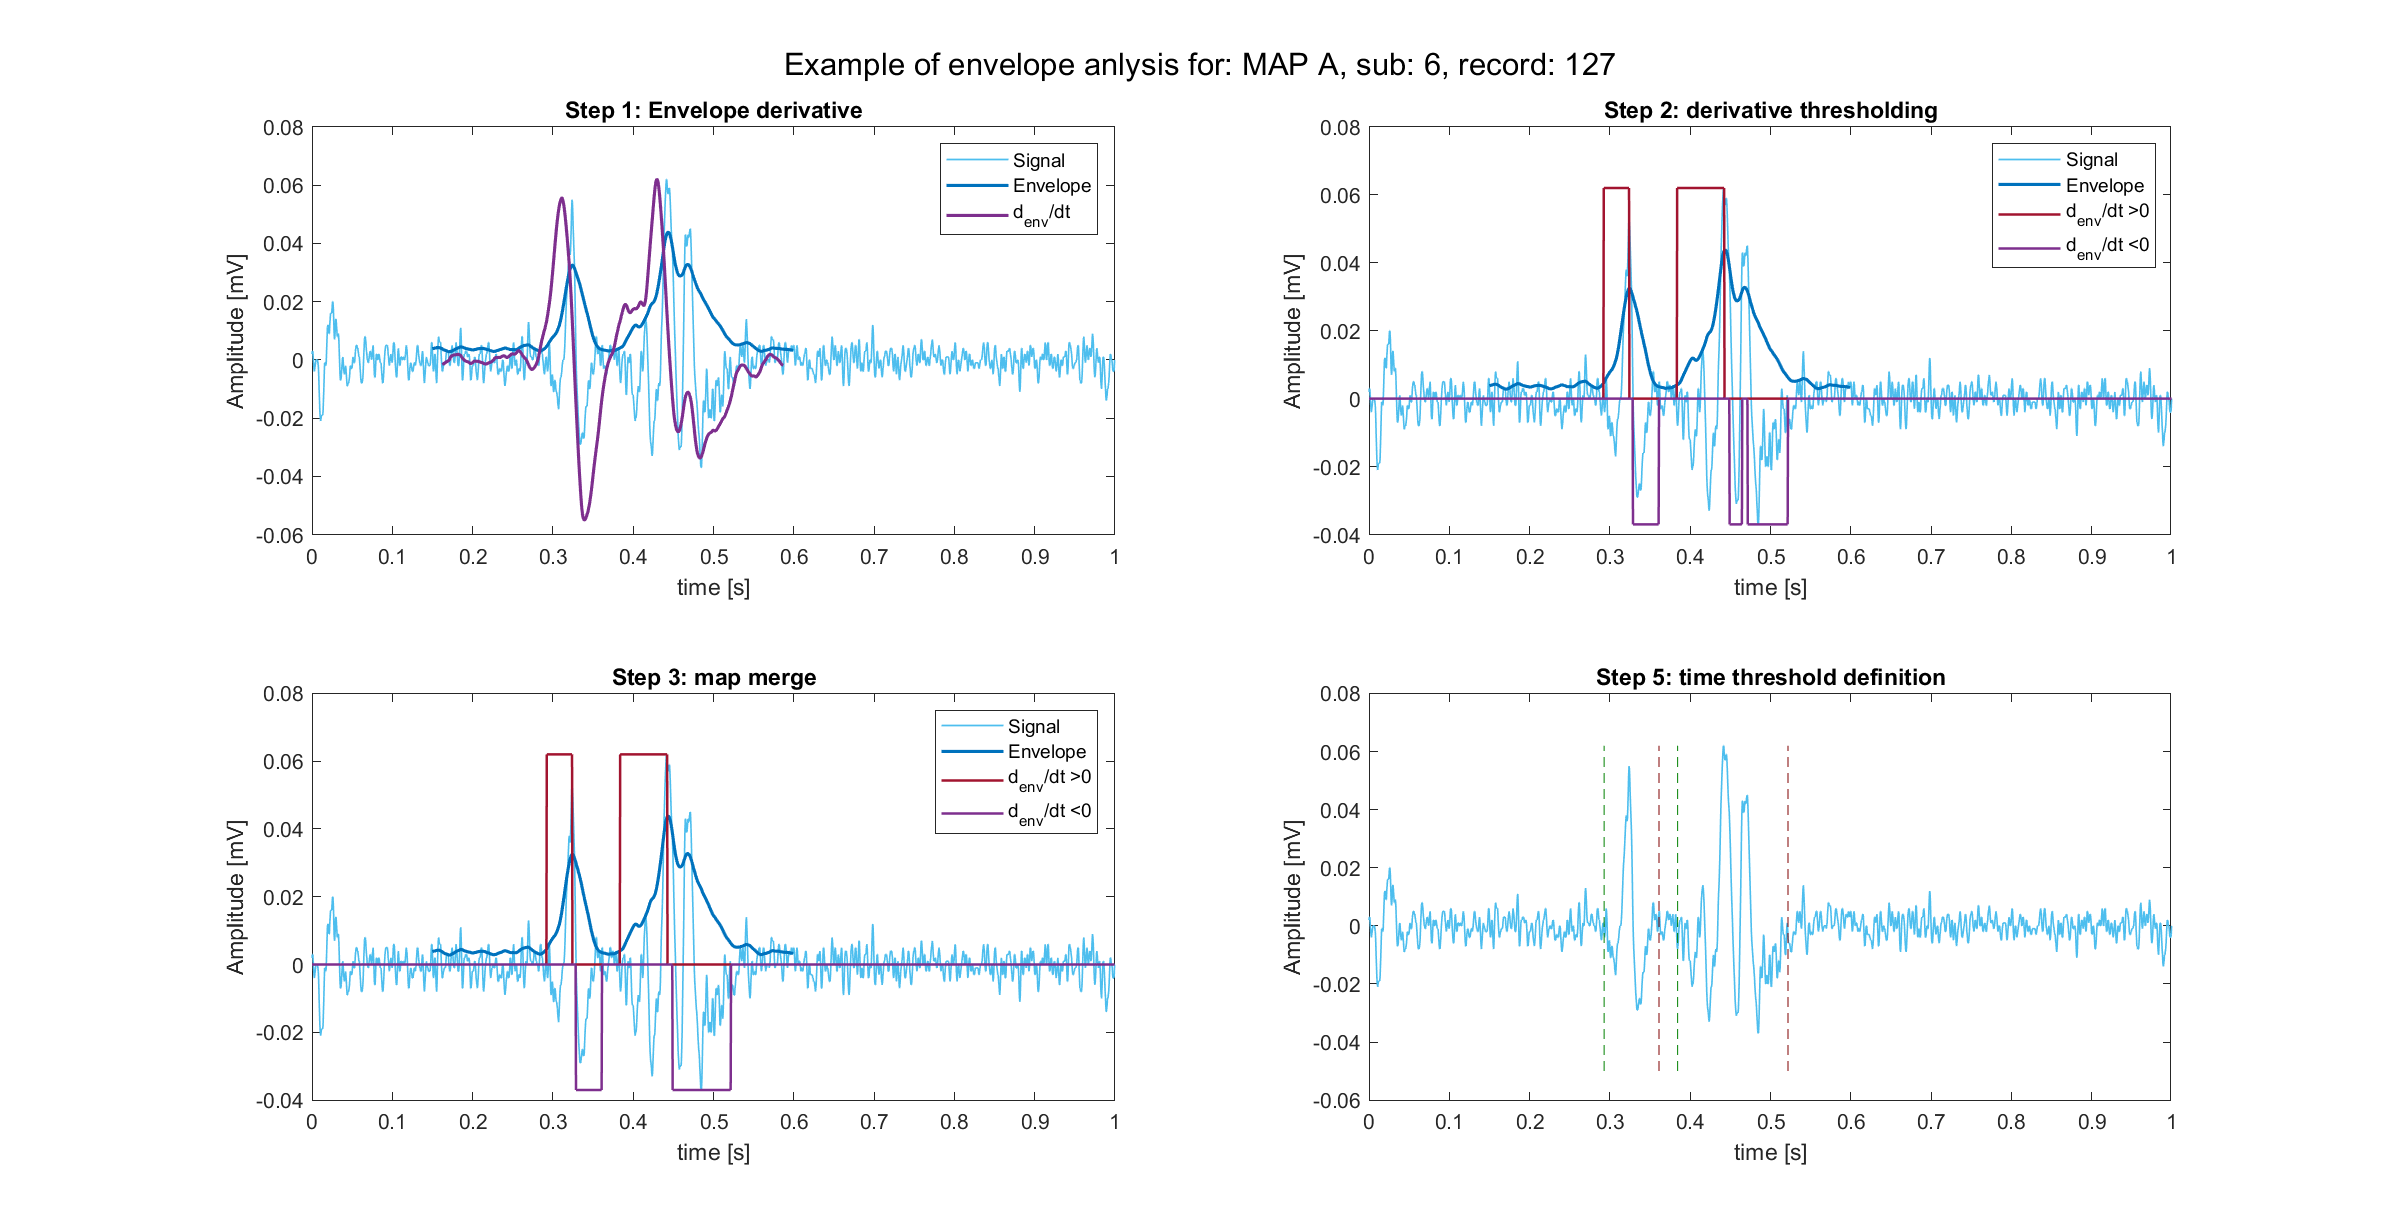 Example of envelope anlysis for: MAP A, sub: 6, record: 127
Step 1: Envelope derivative
0.08
0.06
0.04
0.02
0
-0.02
-0.04
-0.06
Amplitude [mV]
0 0.1 0.2 0.3 0.4 0.5 0.6 0.7 0.8 0.9 1
time [s]
Signal
Envelope
denv/dt
Step 2: derivative thresholding
0.08
0.06
0.04
0.02
0
-0.02
-0.04
Amplitude [mV]
0 0.1 0.2 0.3 0.4 0.5 0.6 0.7 0.8 0.9 1
time [s]
Signal
Envelope
denv/dt >0
denv/dt <0
Step 3: map merge
0.08
0.06
0.04
0.02
0
-0.02
-0.04
Amplitude [mV]
0 0.1 0.2 0.3 0.4 0.5 0.6 0.7 0.8 0.9 1
time [s]
Signal
Envelope
denv/dt >0
denv/dt <0
Step 5: time threshold definition
0.08
0.06
0.04
0.02
0
-0.02
-0.04
-0.06
Amplitude [mV]
0 0.1 0.2 0.3 0.4 0.5 0.6 0.7 0.8 0.9 1
time [s]